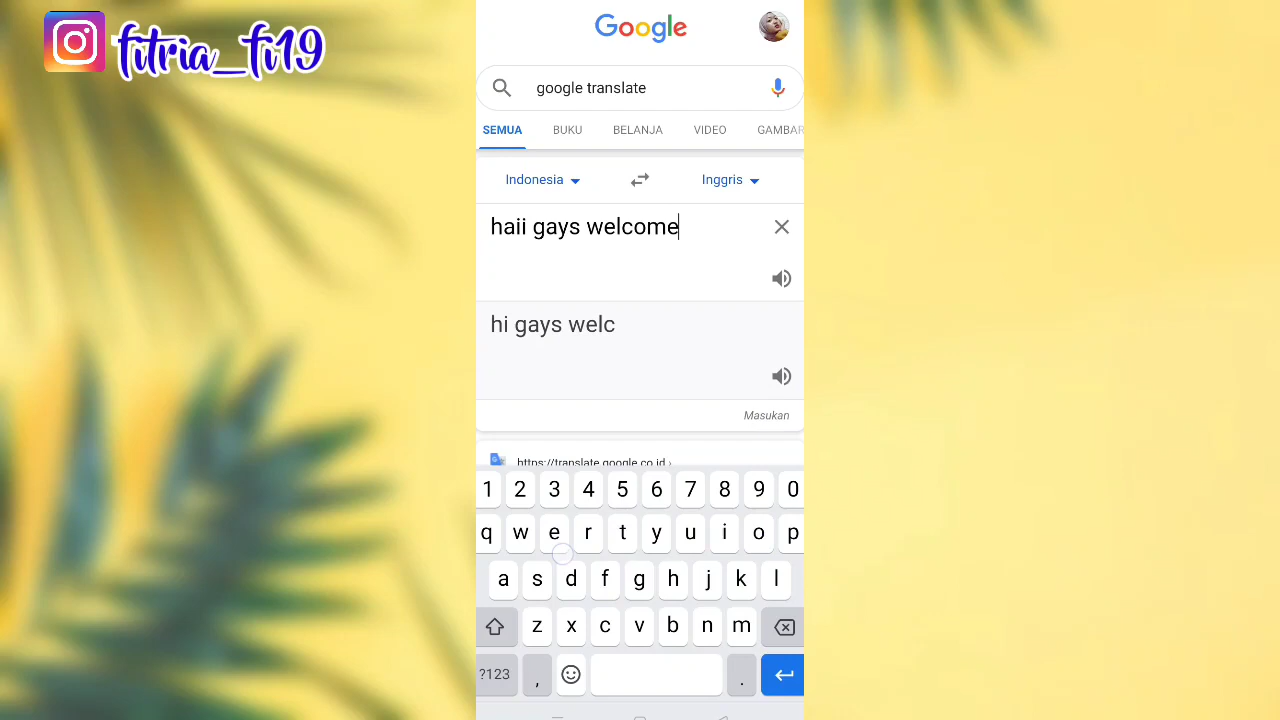 fitria_fi19
Google
google translate
SEMUA BUKU BELANJA VIDEO GAMBAR
Indonesia Inggris
haii gays welcome
hi gays welc
Masukan
https://translate.google.co.id ›
1 2 3 4 5 6 7 8 9 0
q w e r t y u i o p
a s d f g h j k l
z x c v b n m
?123 , .